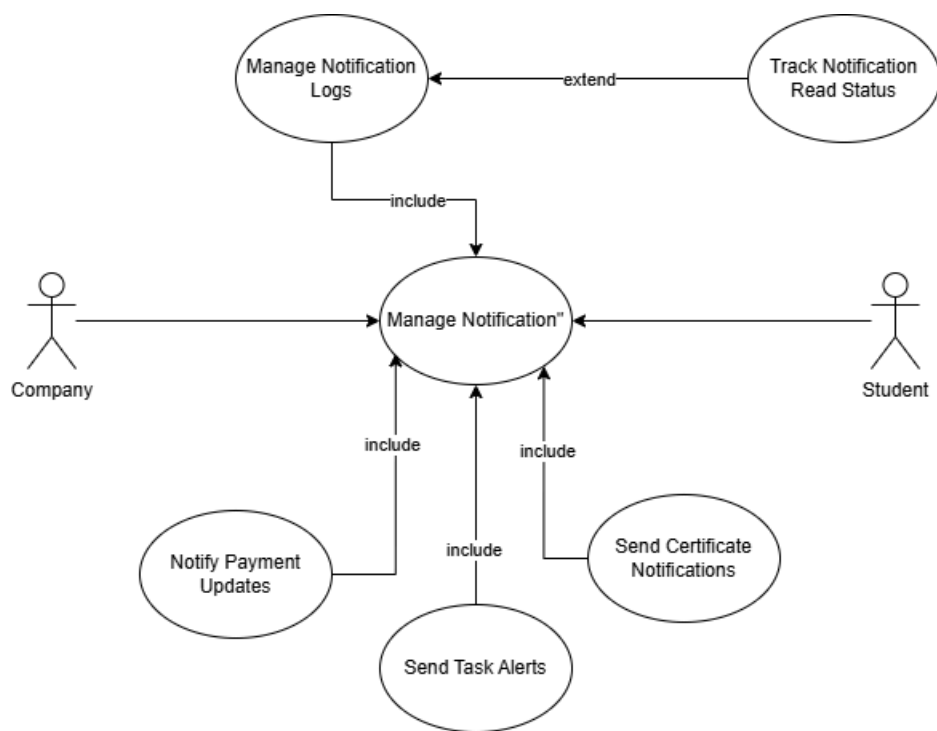 Manage Notification
Logs
extend
Track Notification
Read Status
include
Manage Notification"
Company
Student
include
include
include
Notify Payment
Updates
Send Certificate
Notifications
Send Task Alerts